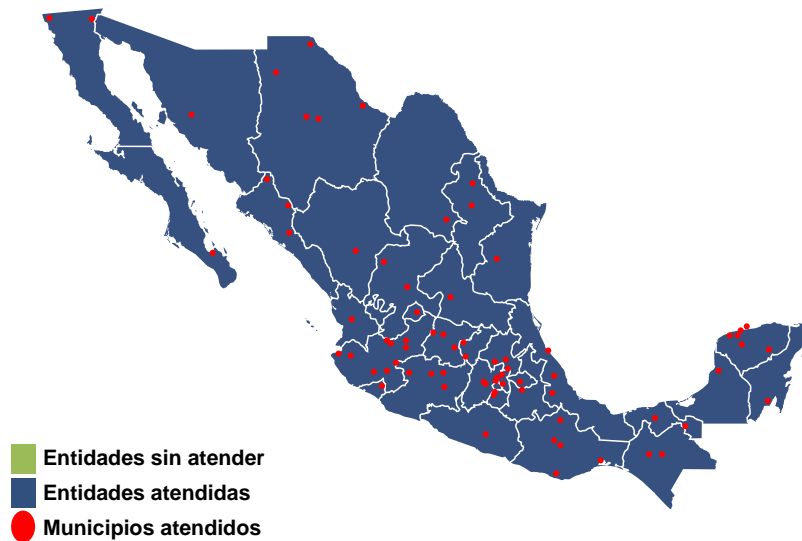 Entidades sin atender
Entidades atendidas
Municipios atendidos